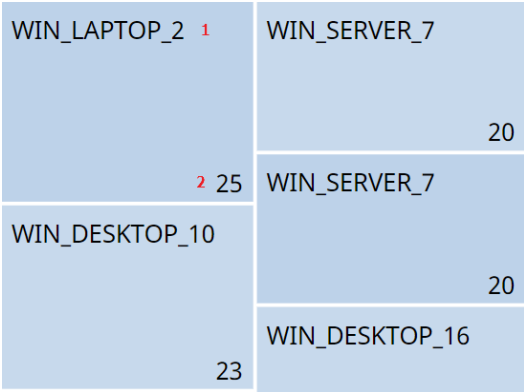 WIN_LAPTOP_2 1
2 25
WIN_DESKTOP_10
23
WIN_SERVER_7
20
WIN_SERVER_7
20
WIN_DESKTOP_16